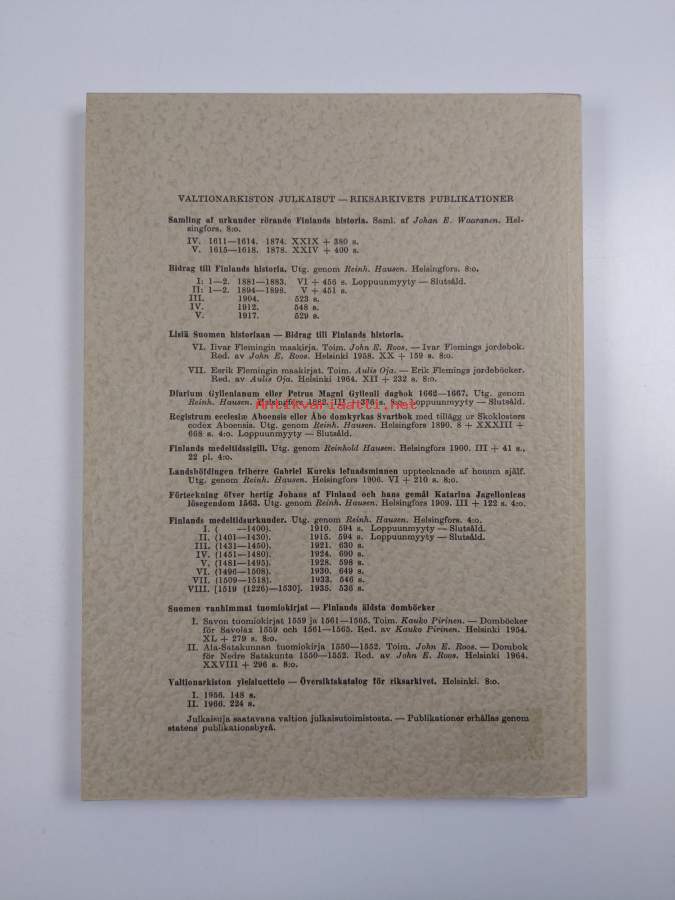 VALTIONARKISTON JULKAISUT — RIKSARKIVETS PUBLIKATIONER
Samling af urkunder rörande Finlands historia. Saml. af Johan E. Waaranen. Hel-
singfors. 8:o.
IV. 1611—1614. 1874. XXIX + 380 s.
V. 1615—1618. 1878. XXIV + 400 s.
Bidrag till Finlands historia. Utg. genom Reinh. Hausen. Helsingfors. 8:o.
I: 1—2. 1881—1883. VI + 456 s. Loppuunmyyty — Slutsåld.
II: 1—2. 1894—1898. V + 451 s.
III. 1904. 523 s.
IV. 1912. 548 s.
V. 1917. 529 s.
Lisiä Suomen historiaan — Bidrag till Finlands historia.
VI. Iivar Flemingin maakirja. Toim. John E. Roos. — Ivar Flemings jordebok.
Red. av John E. Roos. Helsinki 1958. XX + 159 s. 8:o.
VII. Eerik Flemingin maakirjat. Toim. Aulis Oja. — Erik Flemings jordeböcker.
Red. av Aulis Oja. Helsinki 1964. XII + 232 s. 8:o.
Diarium Gyllenianum eller Petrus Magni Gyllenii dagbok 1662—1667. Utg. genom
Reinh. Hausen. Helsingfors 1882. III + 376 s. 8:o. Loppuunmyyty — Slutsåld.
Antikvariaatti.net
Registrum ecclesiæ Aboensis eller Åbo domkyrkas Svartbok med tillägg ur Skoklosters
codex Aboensis. Utg. genom Reinh. Hausen. Helsingfors 1890. 8 + XXXIII +
668 s. 4:o. Loppuunmyyty — Slutsåld.
Finlands medeltidssigill. Utg. genom Reinhold Hausen. Helsingfors 1900. III + 41 s.,
22 pl. 4:o.
Landshöfdingen friherre Gabriel Kurcks lefnadsminnen upptecknade af honom själf.
Utg. genom Reinh. Hausen. Helsingfors 1906. VI + 210 s. 8:o.
Förteckning öfver hertig Johans af Finland och hans gemål Katarina Jagellonicas
lösegendom 1563. Utg. genom Reinh. Hausen. Helsingfors 1909. III + 122 s. 4:o.
Finlands medeltidsurkunder. Utg. genom Reinh. Hausen. Helsingfors. 4:o.
I. ( —1400). 1910. 594 s. Loppuunmyyty — Slutsåld.
II. (1401—1430). 1915. 594 s. Loppuunmyyty — Slutsåld.
III. (1431—1450). 1921. 630 s.
IV. (1451—1480). 1924. 690 s.
V. (1481—1495). 1928. 598 s.
VI. (1496—1508). 1930. 649 s.
VII. (1509—1518). 1933. 546 s.
VIII. [1519 (1226)—1530]. 1935. 536 s.
Suomen vanhimmat tuomiokirjat — Finlands äldsta domböcker
I. Savon tuomiokirjat 1559 ja 1561—1565. Toim. Kauko Pirinen. — Domböcker
för Savolax 1559 och 1561—1565. Red. av Kauko Pirinen. Helsinki 1954.
XL + 279 s. 8:o.
II. Ala-Satakunnan tuomiokirja 1550—1552. Toim. John E. Roos. — Dombok
för Nedre Satakunta 1550—1552. Red. av John E. Roos. Helsinki 1964.
XXVIII + 296 s. 8:o.
Valtionarkiston yleisluettelo — Översiktskatalog för riksarkivet. Helsinki. 8:o.
I. 1956. 148 s.
II. 1966. 224 s.
Julkaisuja saatavana valtion julkaisutoimistosta. — Publikationer erhållas genom
statens publikationsbyrå.